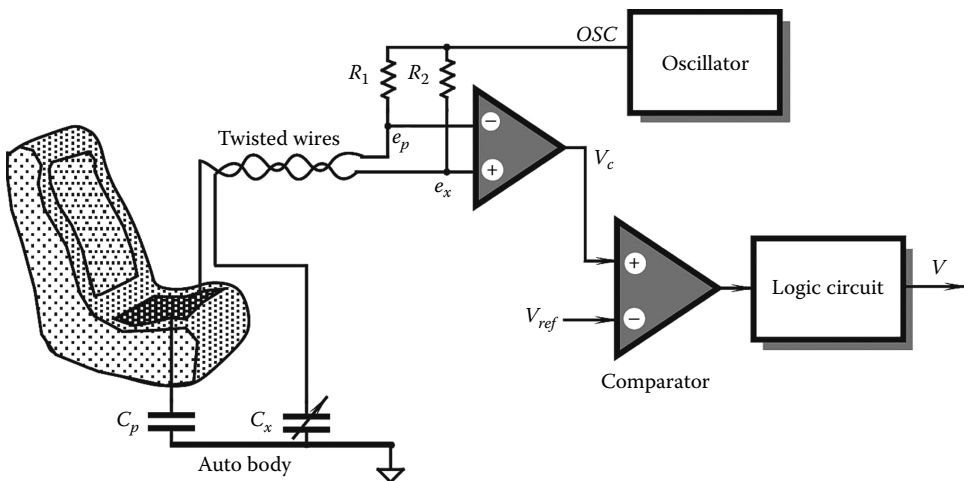 OSC
Oscillator
R1
R2
Twisted wires
ep
−
Vc
ex
+
+
V
Logic circuit
Vref
−
Comparator
Cp
Cx
Auto body